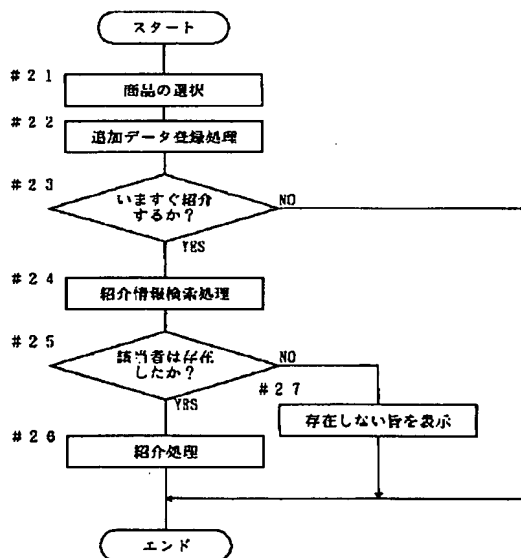 スタート
#21
商品の選択
#22
追加データ登録処理
#23
いますぐ紹介
するか?
NO
YES
#24
紹介情報検索処理
#25
該当者は存在
したか?
NO
YES
#27
存在しない旨を表示
#26
紹介処理
エンド